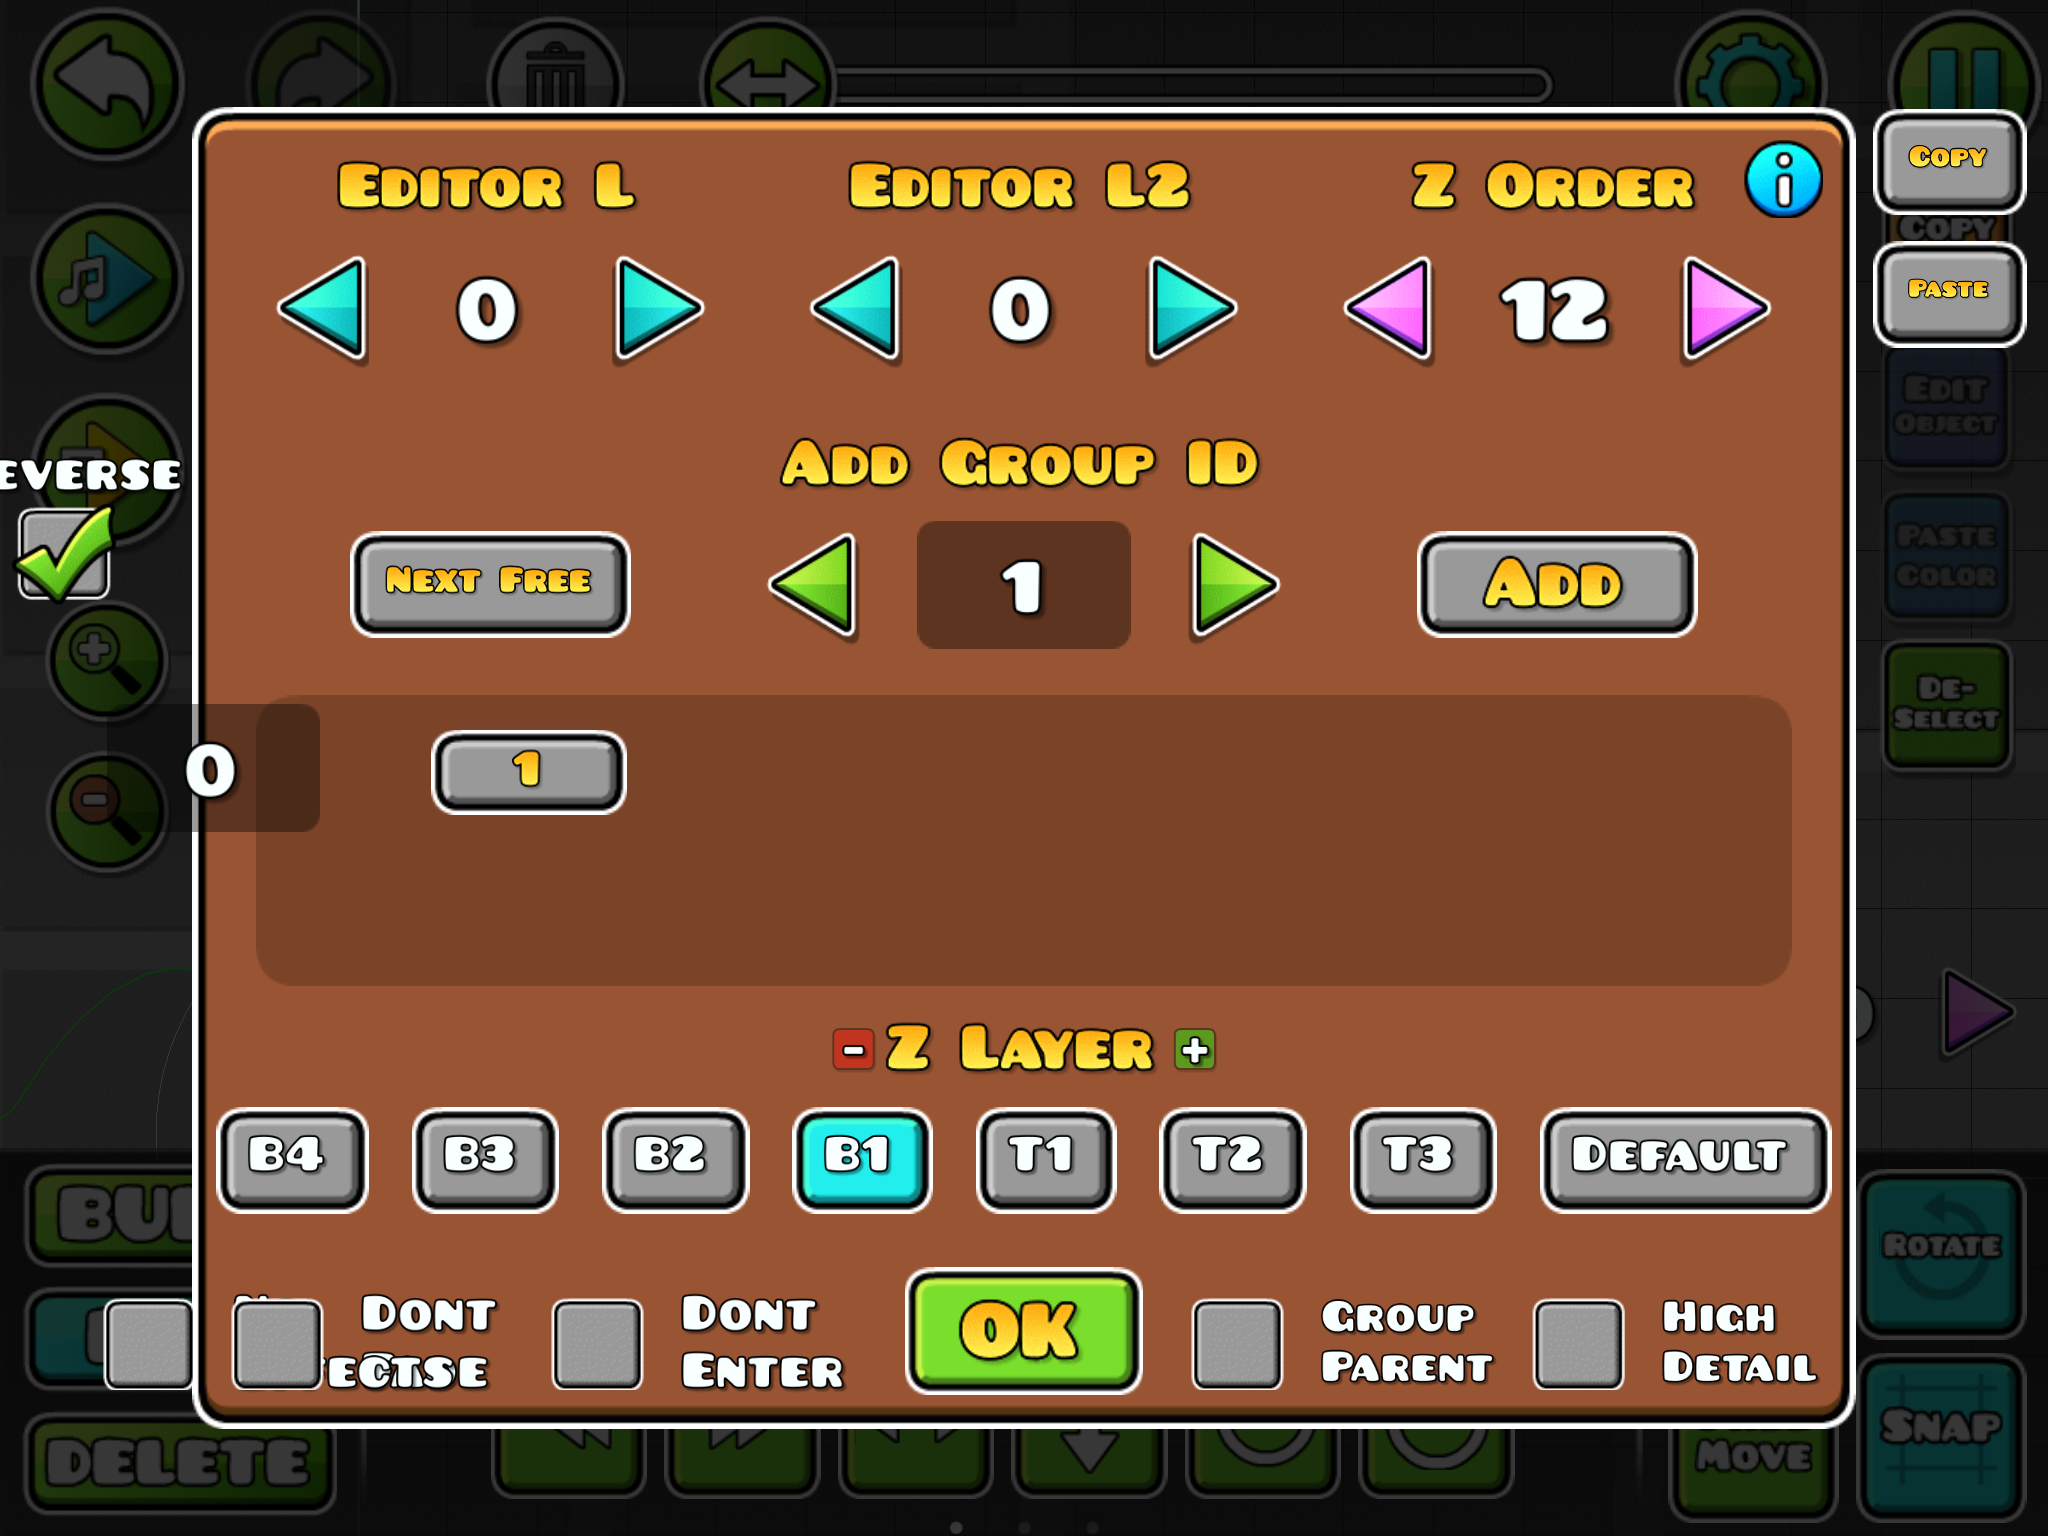 EDITOR L
EDITOR L2
Z ORDER
COPY
COPY
0
0
12
PASTE
EDIT
OBJECT
ADD GROUP ID
EVERSE
NEXT FREE
1
ADD
PASTE
COLOR
DE-
SELECT
0
1
- Z LAYER +
B4
B3
B2
B1
T1
T2
T3
DEFAULT
ROTATE
DONT
DONT
ENTER
OK
GROUP
PARENT
HIGH
DETAIL
DELETE
MOVE
SNAP